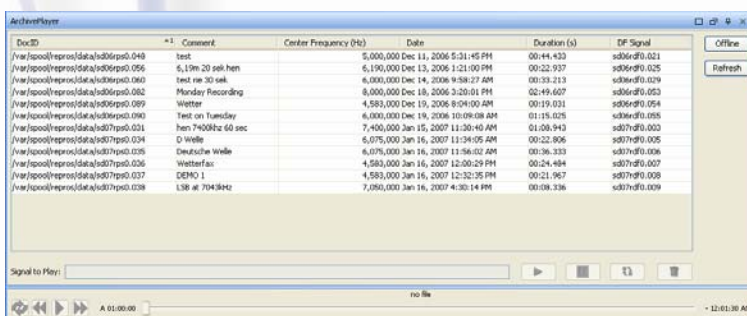 ArchivePlayer
DocID 1 Comment Center Frequency (Hz) Date Duration (s) DF Signal Offline
/var/spool/repros/data/sd06rps0.048 test 5,000,000 Dec 11, 2006 5:31:45 PM 00:44.433 sd06rdf0.021
/var/spool/repros/data/sd06rps0.056 6,19m 20 sek.hen 6,190,000 Dec 13, 2006 1:21:00 PM 00:22.937 sd06rdf0.025 Refresh
/var/spool/repros/data/sd06rps0.060 test rie 30 sek 6,000,000 Dec 14, 2006 9:58:27 AM 00:33.213 sd06rdf0.029
/var/spool/repros/data/sd06rps0.082 Monday Recording 8,000,000 Dec 18, 2006 3:20:01 PM 02:49.607 sd06rdf0.053
/var/spool/repros/data/sd06rps0.089 Wetter 4,583,000 Dec 19, 2006 8:04:00 AM 00:19.031 sd06rdf0.054
/var/spool/repros/data/sd06rps0.090 Test on Tuesday 6,000,000 Dec 19, 2006 10:09:08 AM 01:15.025 sd06rdf0.055
/var/spool/repros/data/sd07rps0.031 hen 7400khz 60 sec 7,400,000 Jan 15, 2007 11:30:40 AM 01:08.943 sd07rdf0.003
/var/spool/repros/data/sd07rps0.034 D Welle 6,075,000 Jan 16, 2007 11:34:05 AM 00:22.806 sd07rdf0.005
/var/spool/repros/data/sd07rps0.035 Deutsche Welle 6,075,000 Jan 16, 2007 11:56:02 AM 00:36.333 sd07rdf0.006
/var/spool/repros/data/sd07rps0.036 Wetterfax 4,583,000 Jan 16, 2007 12:00:29 PM 00:24.484 sd07rdf0.007
/var/spool/repros/data/sd07rps0.037 DEMO 1 4,583,000 Jan 16, 2007 12:32:35 PM 00:21.967 sd07rdf0.008
/var/spool/repros/data/sd07rps0.038 LSB at 7043kHz 7,050,000 Jan 16, 2007 4:30:14 PM 00:08.336 sd07rdf0.009
Signal to Play:
no file
A 01:00:00 - 12:01:30 AM